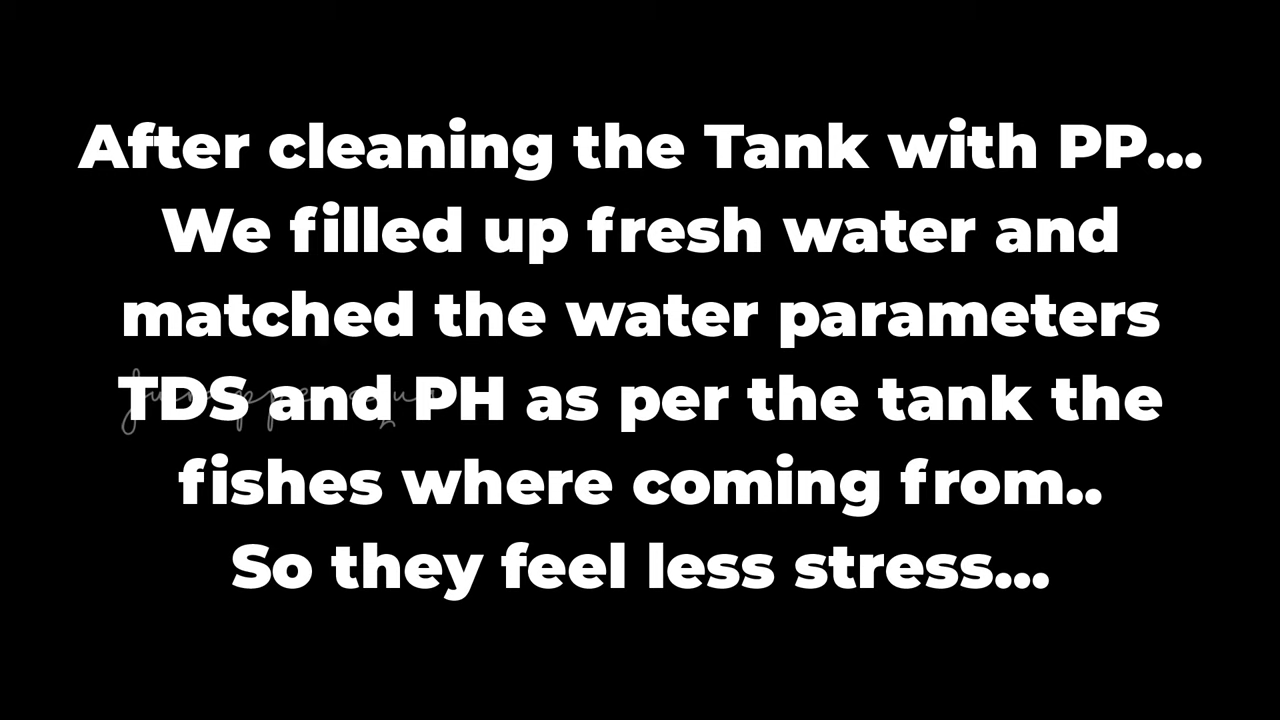 After cleaning the Tank with PP...
We filled up fresh water and
matched the water parameters
TDS and PH as per the tank the
fishes where coming from..
So they feel less stress...